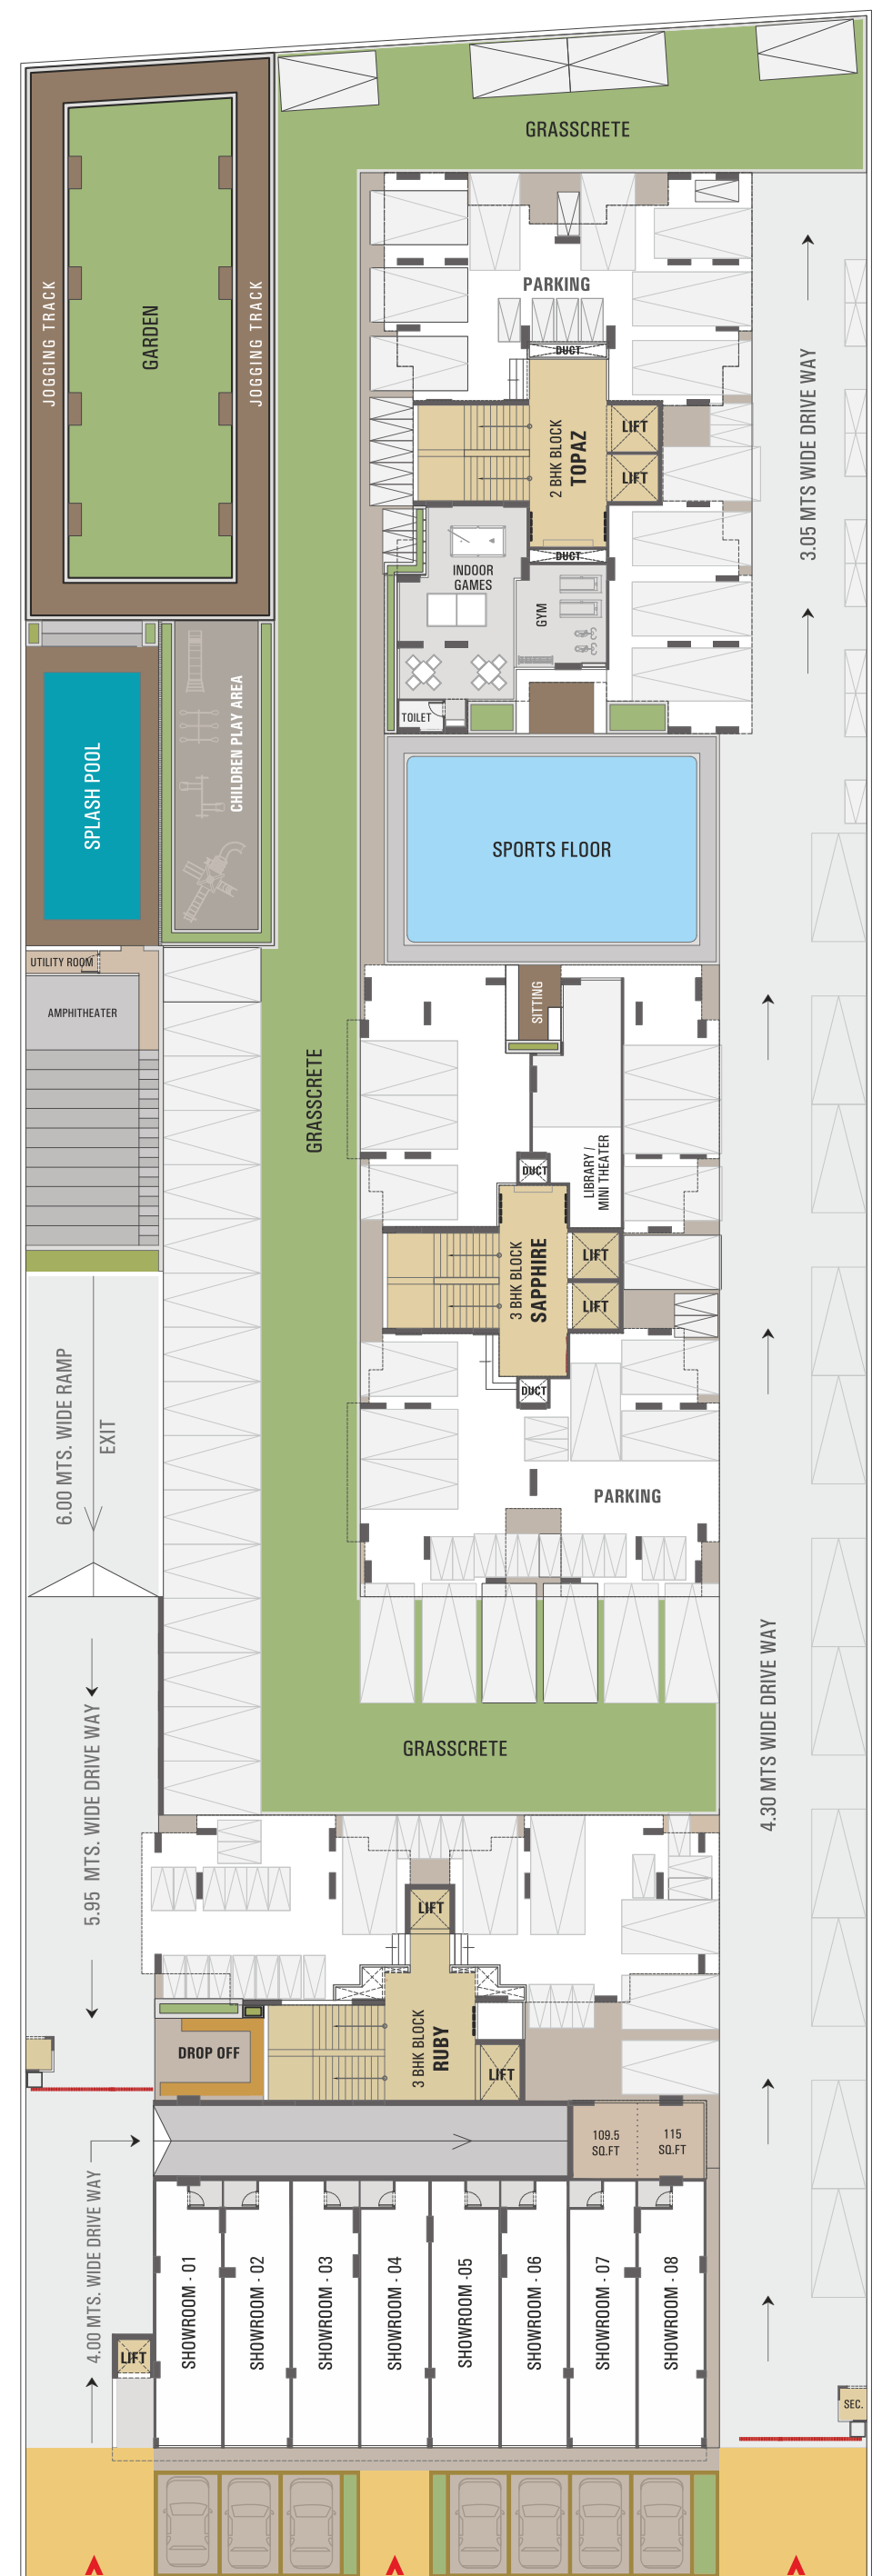 GRASSCRETE
JOGGING TRACK
GARDEN
JOGGING TRACK
PARKING
DUCT
2 BHK BLOCK
TOPAZ
LIFT
LIFT
3.05 MTS WIDE DRIVE WAY
DUCT
INDOOR
GAMES
GYM
TOILET
SPLASH POOL
CHILDREN PLAY AREA
SPORTS FLOOR
UTILITY ROOM
AMPHITHEATER
SITTING
GRASSCRETE
LIBRARY /
MINI THEATER
DUCT
3 BHK BLOCK
SAPPHIRE
LIFT
LIFT
DUCT
6.00 MTS. WIDE RAMP
EXIT
PARKING
GRASSCRETE
4.30 MTS WIDE DRIVE WAY
5.95 MTS. WIDE DRIVE WAY
LIFT
DROP OFF
3 BHK BLOCK
RUBY
LIFT
109.5
SQ.FT
115
SQ.FT
4.00 MTS. WIDE DRIVE WAY
SHOWROOM - 01
SHOWROOM - 02
SHOWROOM - 03
SHOWROOM - 04
SHOWROOM -05
SHOWROOM - 06
SHOWROOM - 07
SHOWROOM - 08
LIFT
SEC.